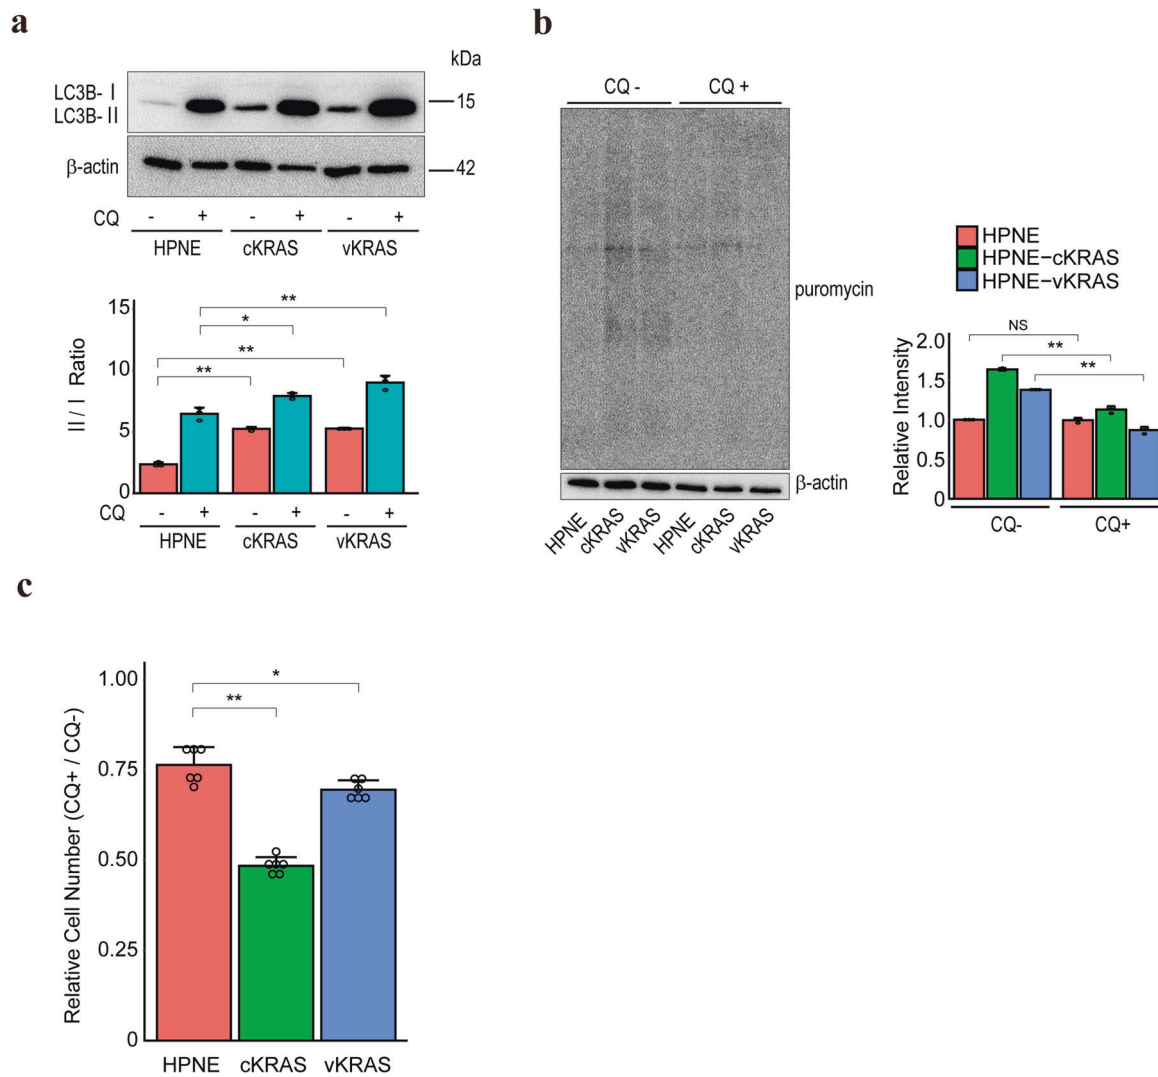 a
kDa
LC3B- I
LC3B- II
15
β-actin
42
CQ - + - + - +
HPNE cKRAS vKRAS
II / I Ratio
15
10
5
0
**
*
**
**
CQ - + - + - +
HPNE cKRAS vKRAS
b
CQ - CQ +
puromycin
β-actin
HPNE cKRAS vKRAS HPNE cKRAS vKRAS
HPNE
HPNE-cKRAS
HPNE-vKRAS
Relative Intensity
2.0
1.5
1.0
0.5
0
NS
**
**
CQ- CQ+
c
Relative Cell Number (CQ+ / CQ-)
1.00
0.75
0.50
0.25
0
*
**
HPNE cKRAS vKRAS